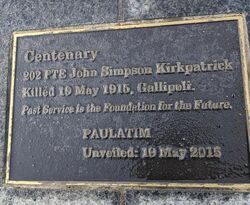 Centenary
202 PTE John Simpson Kirkpatrick
Killed 19 May 1915, Gallipoli.
Past Service is the Foundation for the Future.
PAULATIM
Unveiled: 19 May 2015